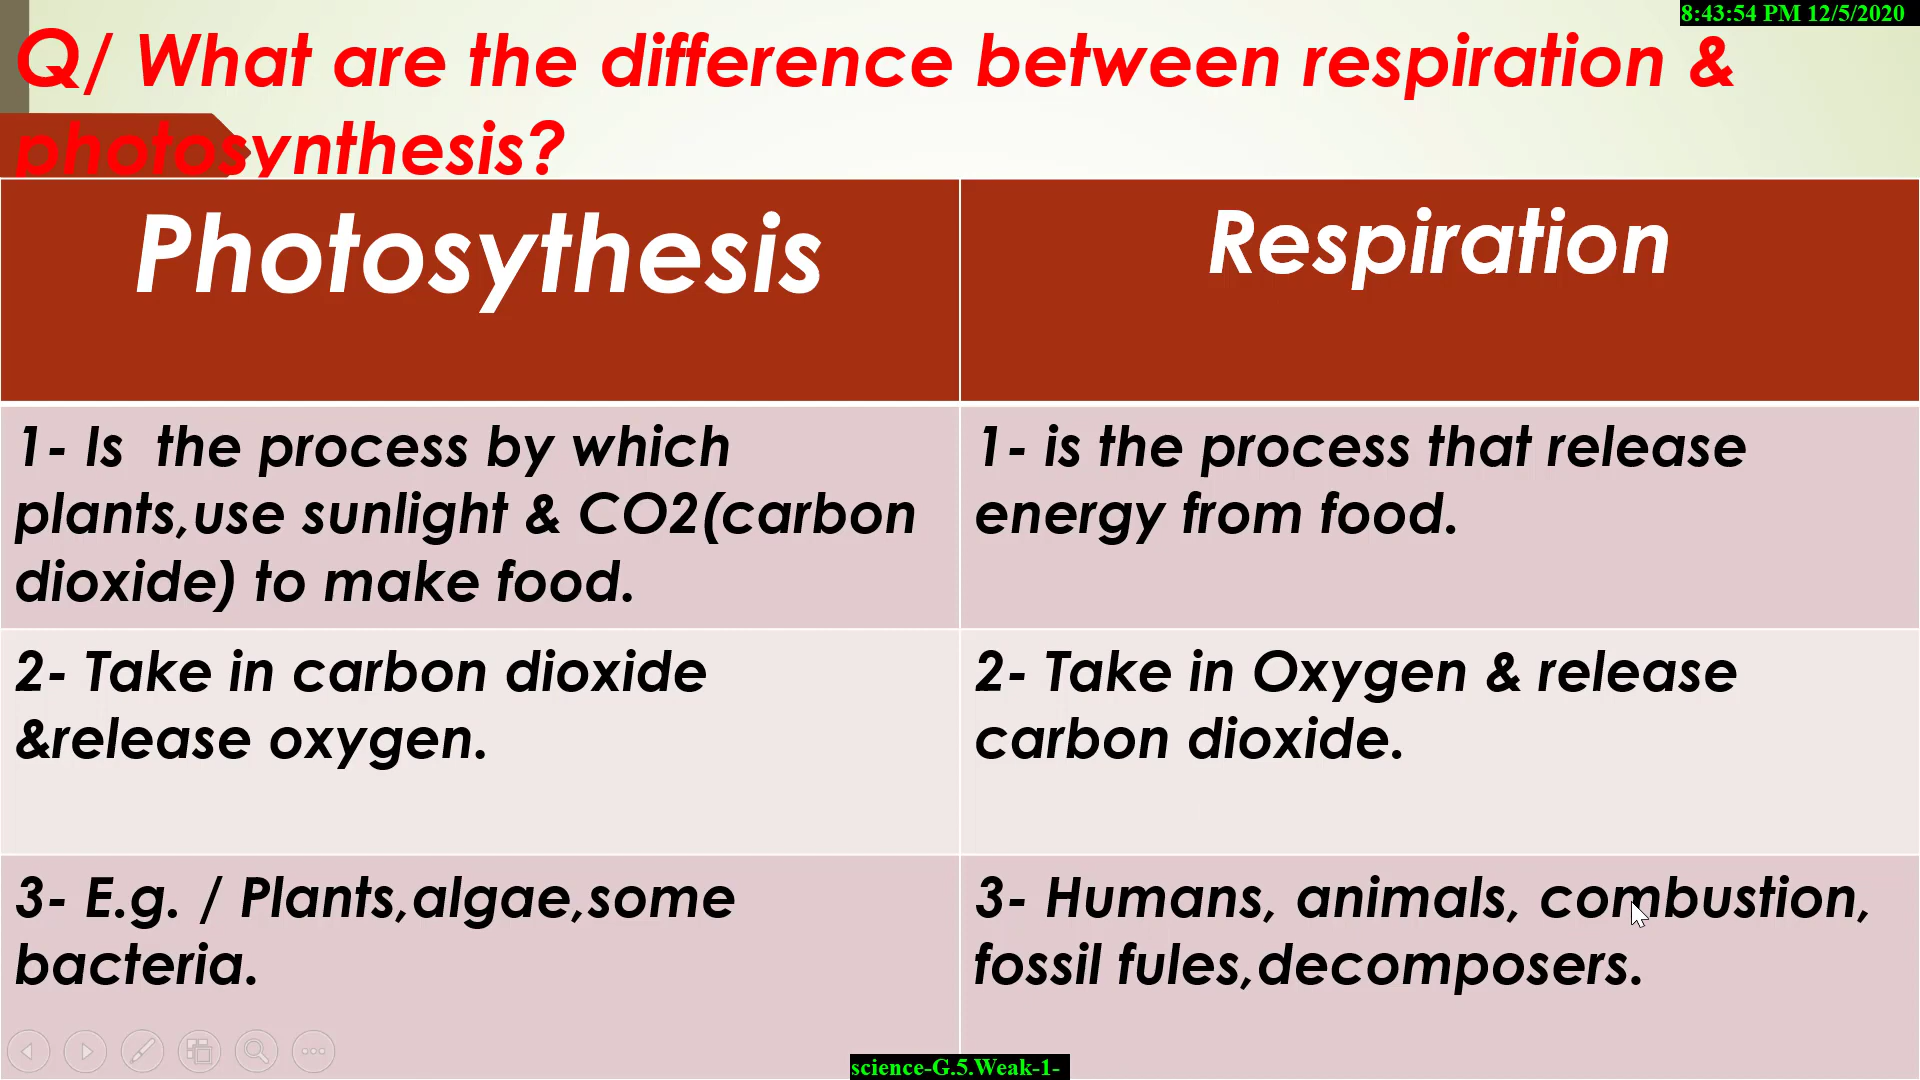 8:43:54 PM 12/5/2020
Q/ What are the difference between respiration &
photosynthesis?
Photosythesis
Respiration
1- Is the process by which
plants,use sunlight & CO2(carbon
dioxide) to make food.
1- is the process that release
energy from food.
2- Take in carbon dioxide
&release oxygen.
2- Take in Oxygen & release
carbon dioxide.
3- E.g. / Plants,algae,some
bacteria.
3- Humans, animals, combustion,
fossil fules,decomposers.
science-G.5.Weak-1-